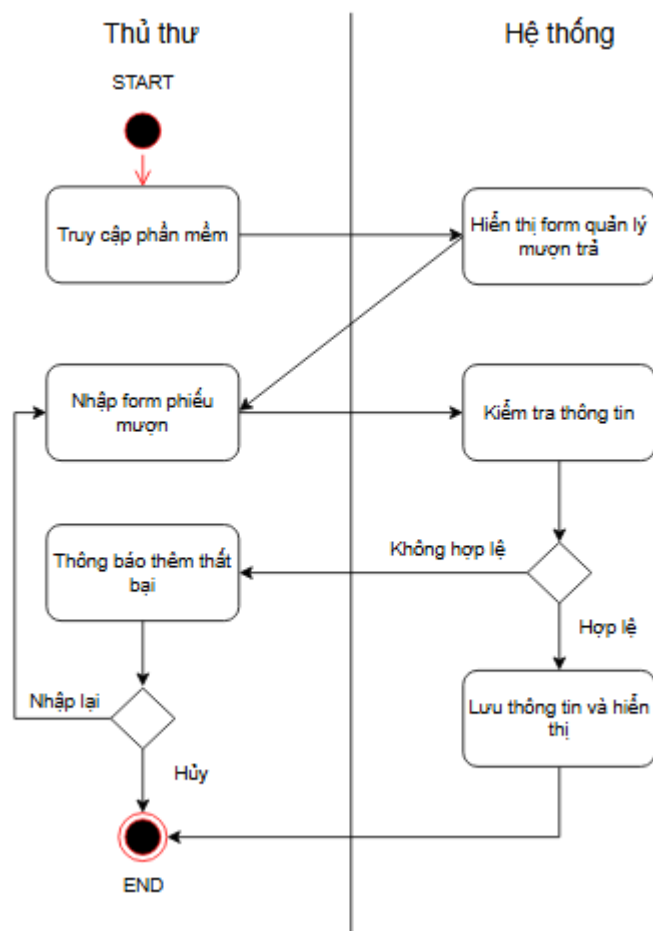 Thủ thư
Hệ thống
START
Truy cập phần mềm
Hiển thị form quản lý
mượn trả
Nhập form phiếu
mượn
Kiểm tra thông tin
Không hợp lệ
Thông báo thêm thất
bại
Hợp lệ
Nhập lại
Lưu thông tin và hiển
thị
Hủy
END